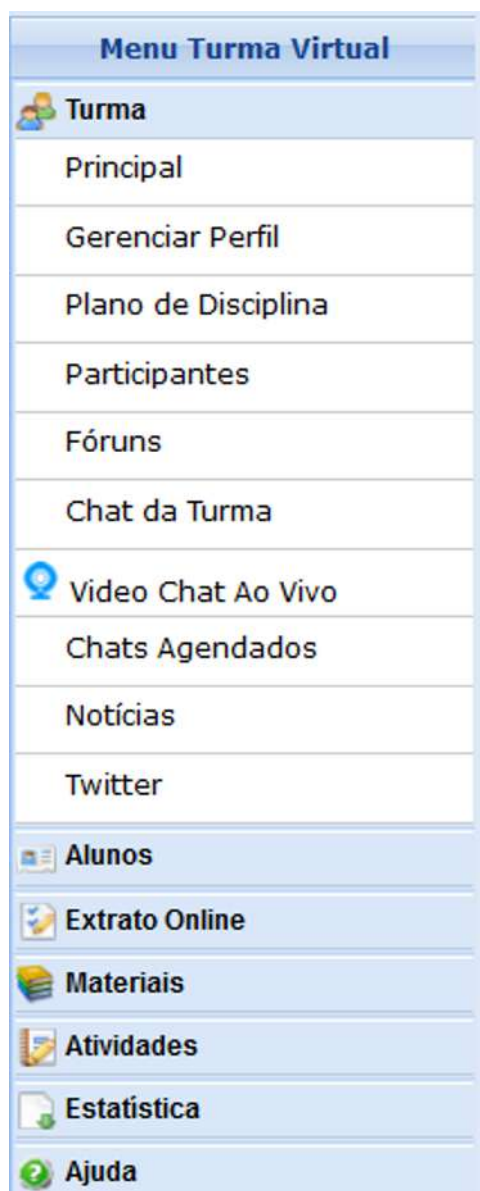 Menu Turma Virtual
Turma
Principal
Gerenciar Perfil
Plano de Disciplina
Participantes
Fóruns
Chat da Turma
Video Chat Ao Vivo
Chats Agendados
Notícias
Twitter
Alunos
Extrato Online
Materiais
Atividades
Estatística
Ajuda